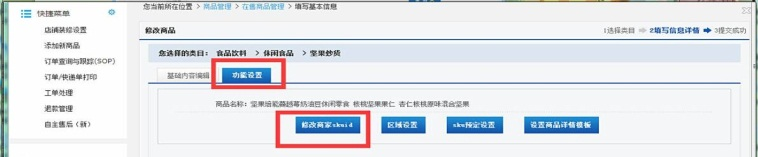 快捷菜单
店铺装修设置
添加新商品
订单查询与跟踪(SOP)
订单/快递单打印
工单处理
退款管理
自主售后（新）
您当前所在位置 > 商品管理 > 在售商品管理 > 填写基本信息
修改商品
1选择类目 → 2填写信息详情 → 3提交成功
您选择的类目： 食品饮料 > 休闲食品 > 坚果炒货
基础内容编辑
功能设置
商品名称：坚果 休闲零食 核桃坚果果仁 杏仁核桃原味混合坚果
修改商家skuid
区域设置
sku预定设置
设置商品详情模板